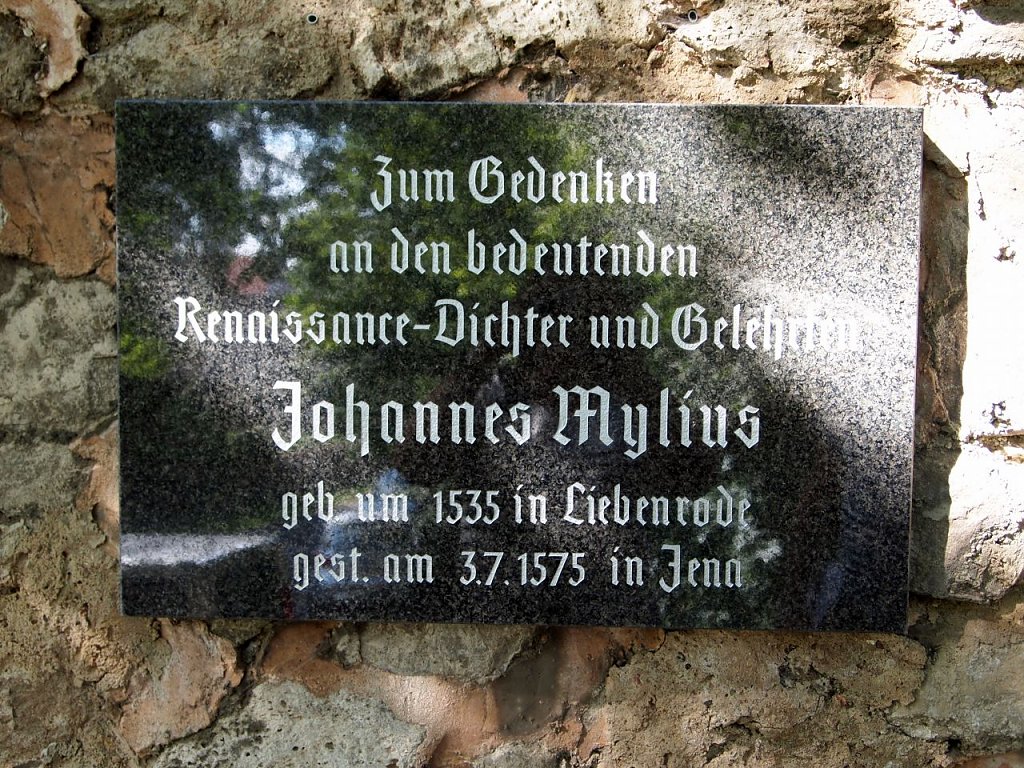 Zum Gedenken
an den bedeutenden
Renaissance-Dichter und Gelehrten
Johannes Mylius
geb um 1535 in Liebenrode
gest. am 3.7.1575 in Jena